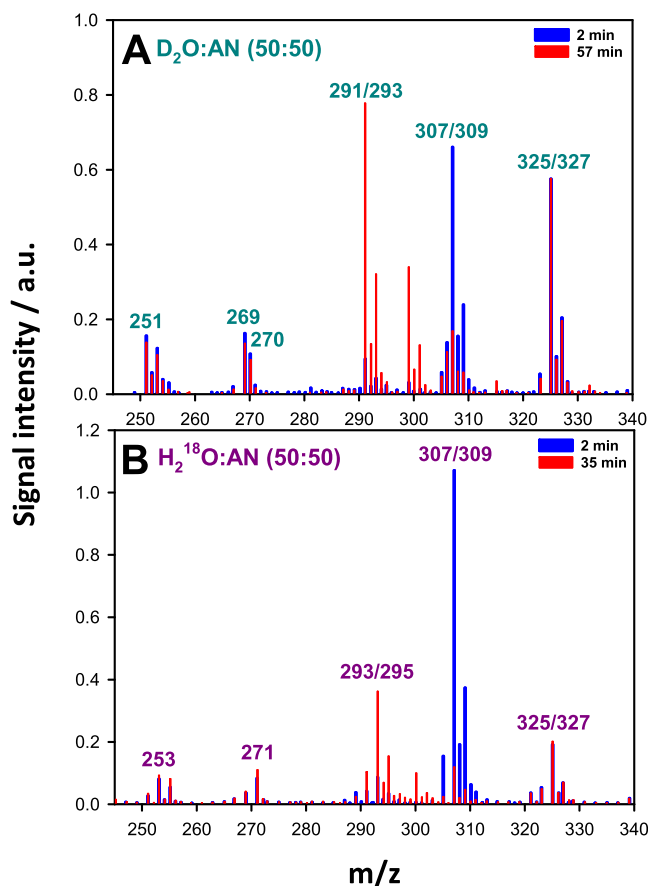 Signal intensity / a.u.
A D₂O:AN (50:50)
2 min
57 min
291/293
307/309
325/327
251
269
270
1.0
0.8
0.6
0.4
0.2
0.0
250 260 270 280 290 300 310 320 330 340
B H₂¹⁸O:AN (50:50)
2 min
35 min
307/309
293/295
325/327
253
271
1.2
1.0
0.8
0.6
0.4
0.2
0.0
250 260 270 280 290 300 310 320 330 340
m/z